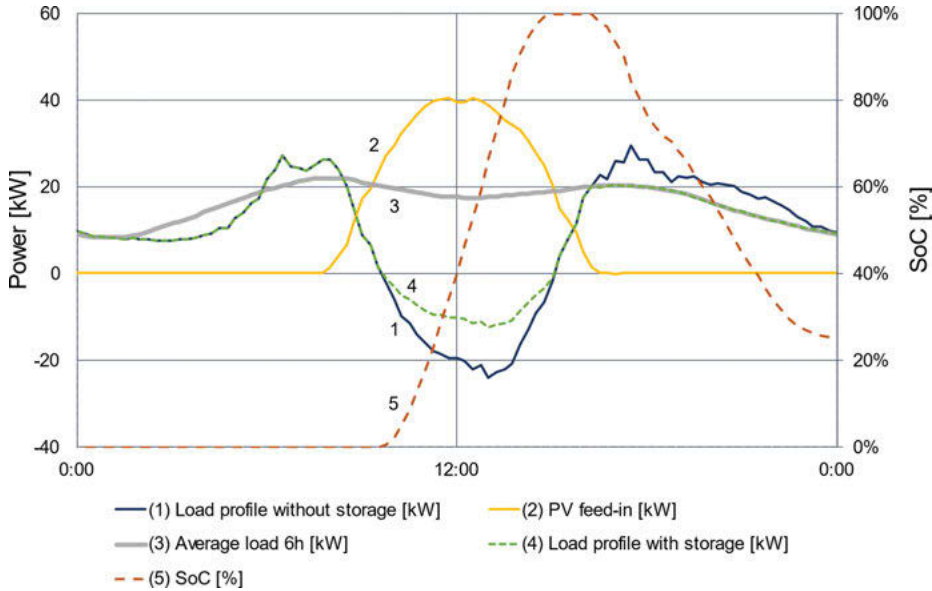 60
100%
40
80%
2
20
60%
3
Power [kW]
SoC [%]
0
40%
4
1
-20
20%
5
-40
0%
0:00
12:00
0:00
(1) Load profile without storage [kW]
(2) PV feed-in [kW]
(3) Average load 6h [kW]
(4) Load profile with storage [kW]
(5) SoC [%]